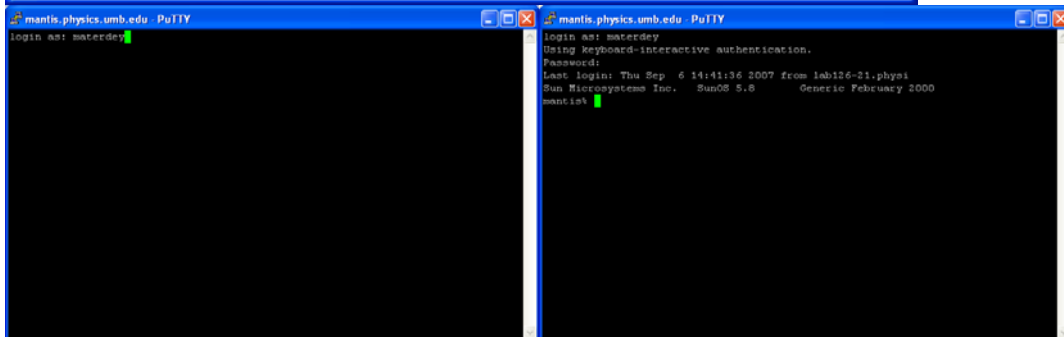 mantis.physics.umb.edu - PuTTY
login as: materdey
mantis.physics.umb.edu - PuTTY
login as: materdey
Using keyboard-interactive authentication.
Password:
Last login: Thu Sep  6 14:41:36 2007 from lab126-21.physi
Sun Microsystems Inc.   SunOS 5.8       Generic February 2000
mantis%